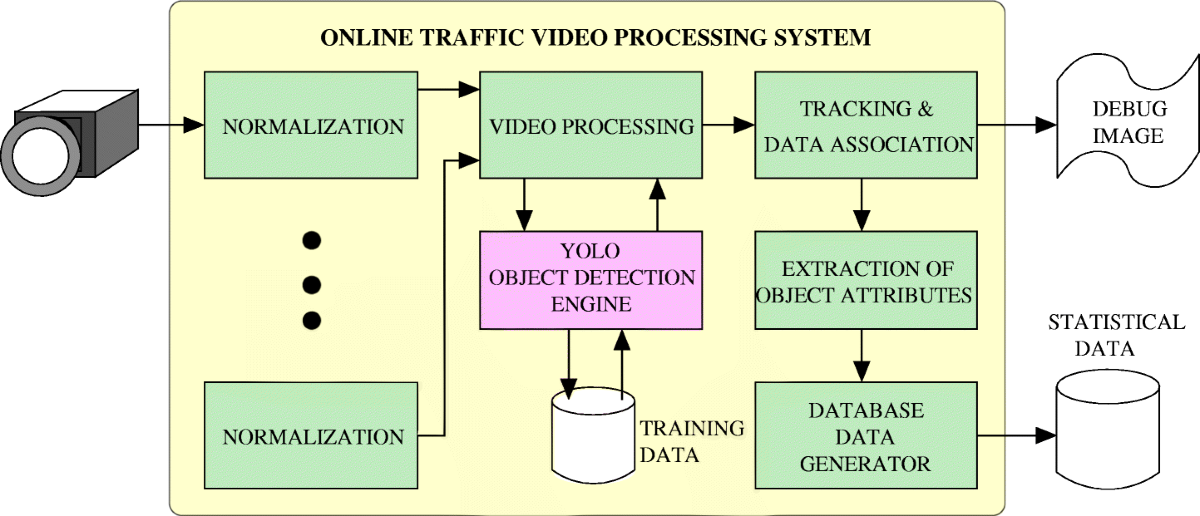 ONLINE TRAFFIC VIDEO PROCESSING SYSTEM
NORMALIZATION
VIDEO PROCESSING
TRACKING &
DATA ASSOCIATION
DEBUG
IMAGE
YOLO
OBJECT DETECTION
ENGINE
EXTRACTION OF
OBJECT ATTRIBUTES
STATISTICAL
DATA
NORMALIZATION
TRAINING
DATA
DATABASE
DATA
GENERATOR